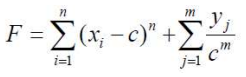 F = \sum_{i=1}^{n} (x_i - c)^n + \sum_{j=1}^{m} \frac{y_j}{c^m}